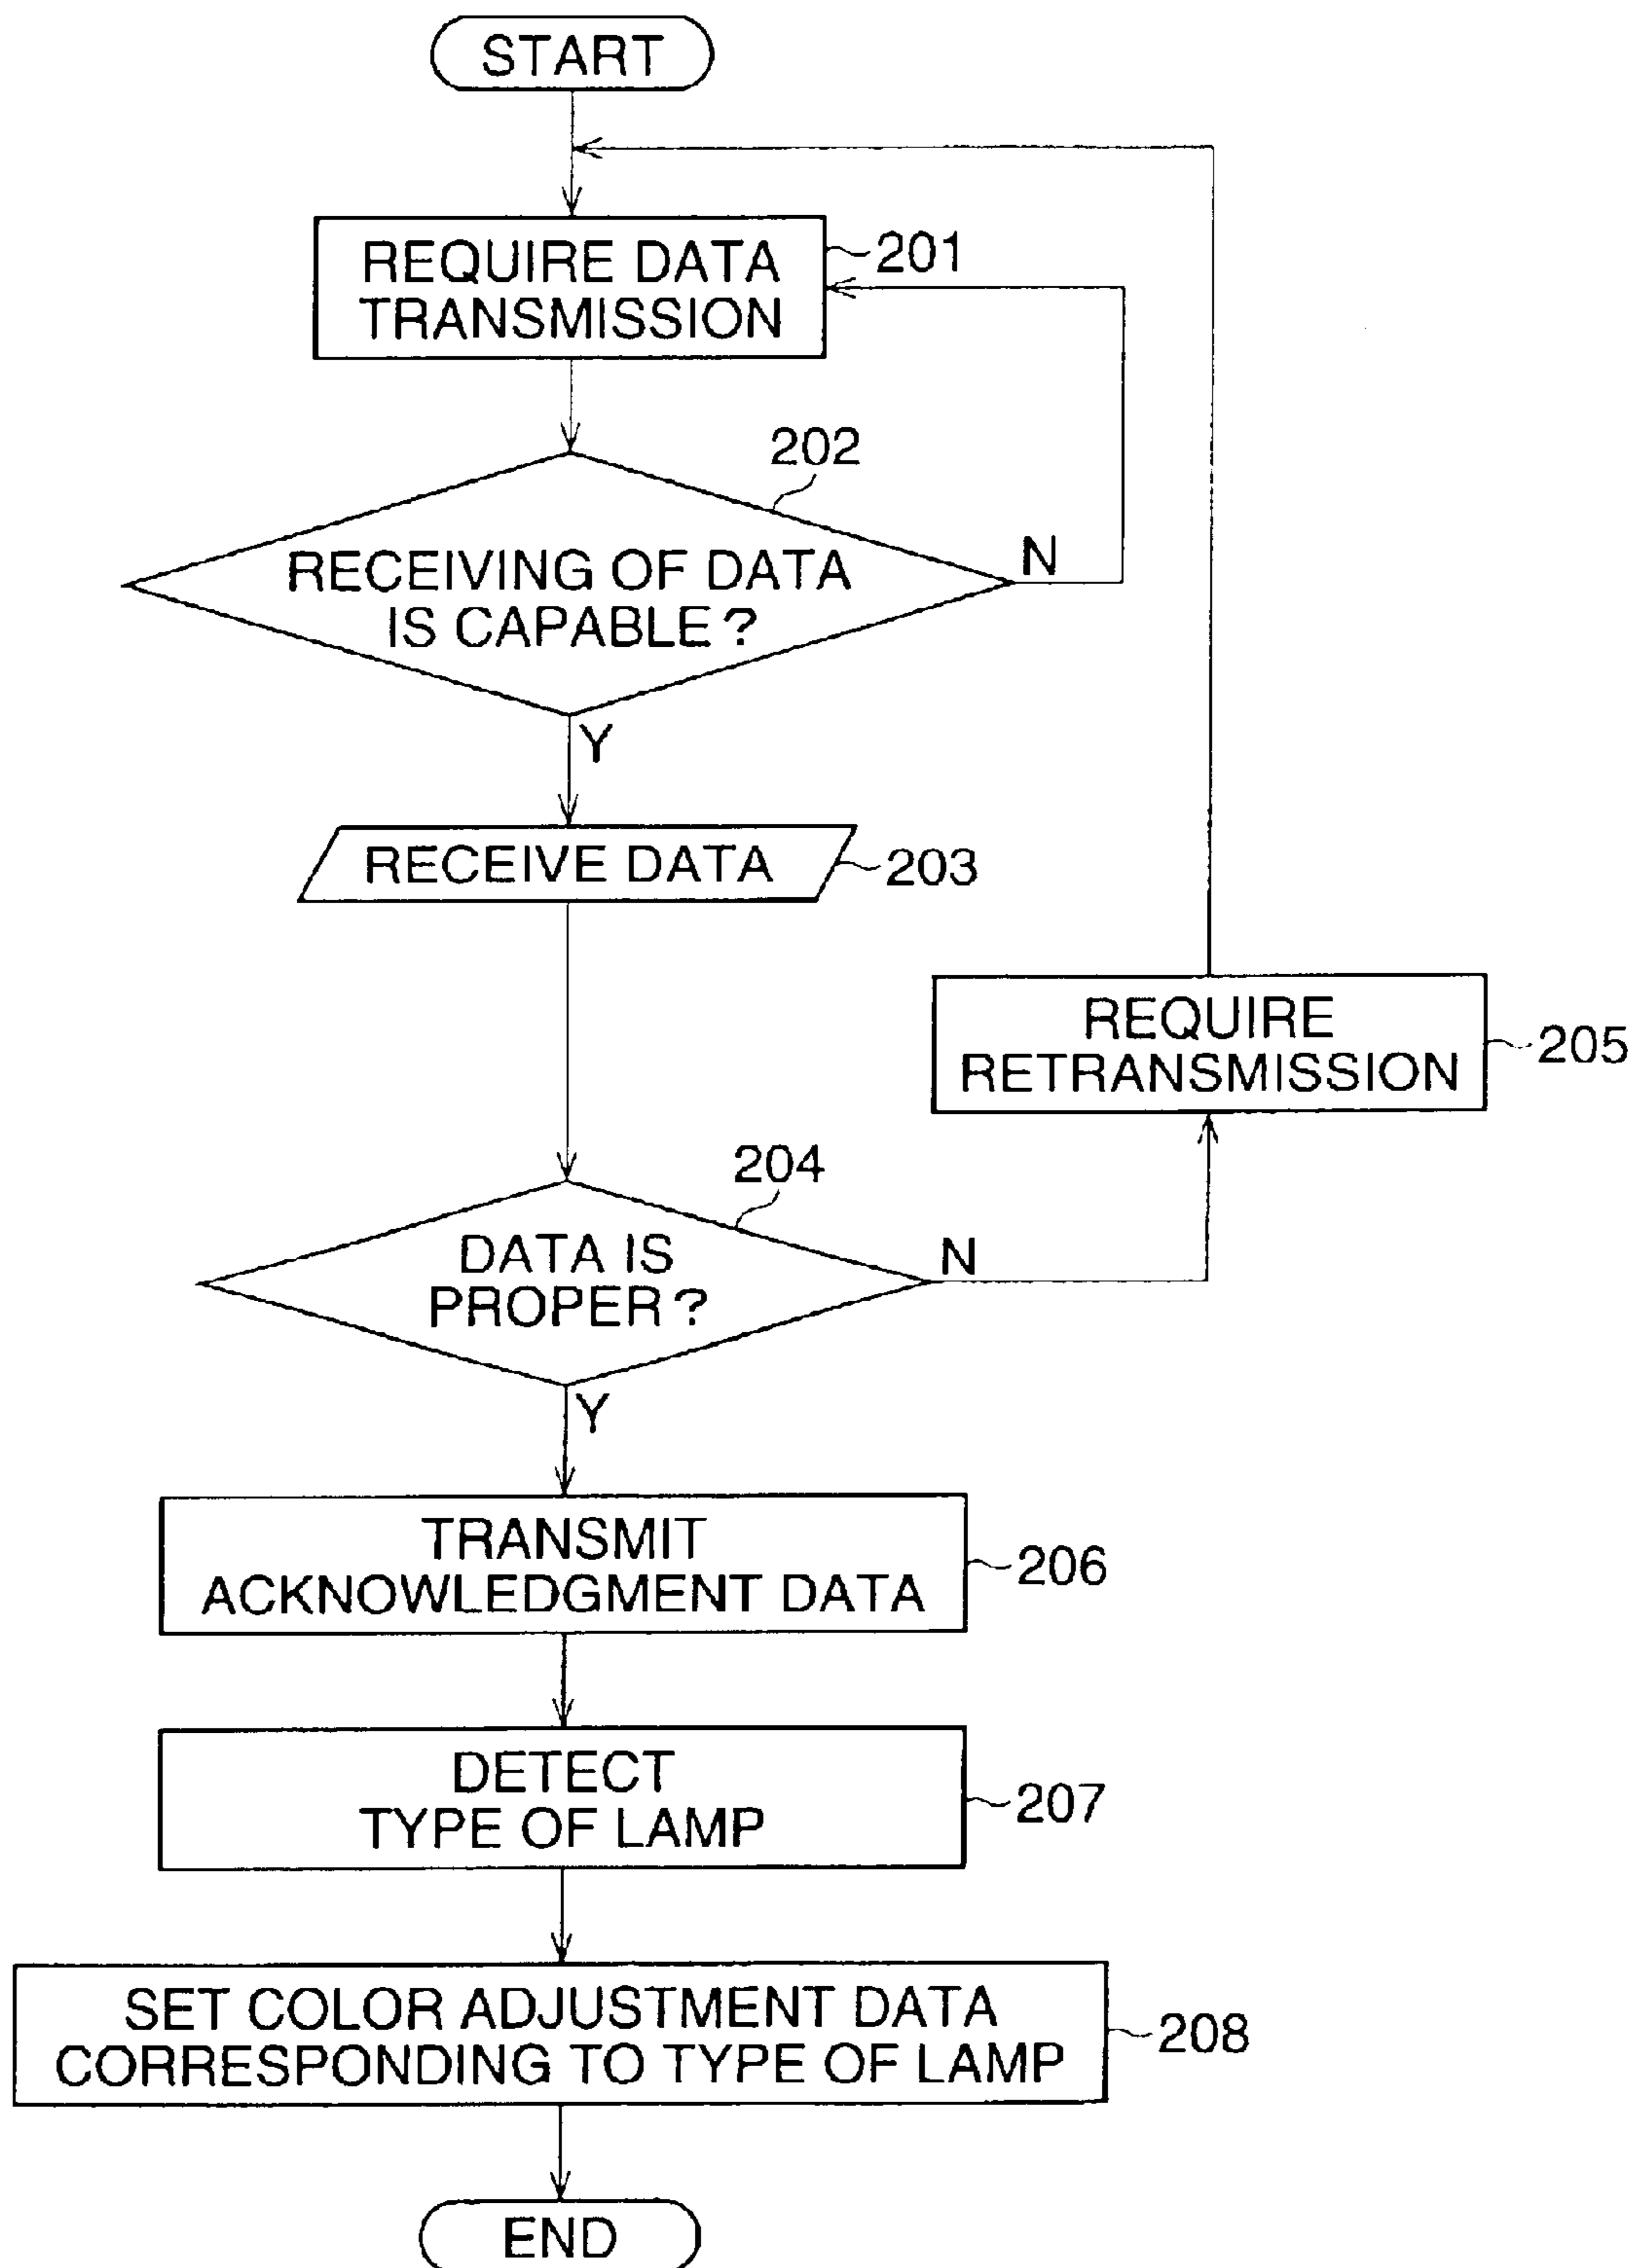 START
REQUIRE DATA
TRANSMISSION
201
202
RECEIVING OF DATA
IS CAPABLE?
N
Y
RECEIVE DATA
203
REQUIRE
RETRANSMISSION
205
204
DATA IS
PROPER?
N
Y
TRANSMIT
ACKNOWLEDGMENT DATA
206
DETECT
TYPE OF LAMP
207
SET COLOR ADJUSTMENT DATA
CORRESPONDING TO TYPE OF LAMP
208
END